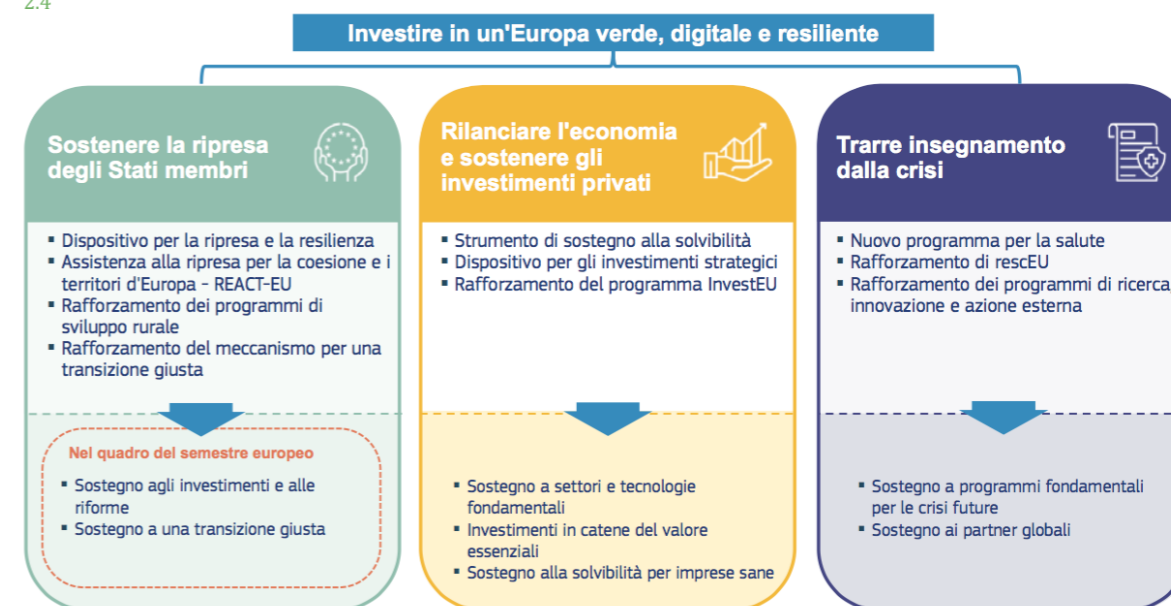 2.4
Investire in un'Europa verde, digitale e resiliente
Sostenere la ripresa
degli Stati membri
▪ Dispositivo per la ripresa e la resilienza
▪ Assistenza alla ripresa per la coesione e i
territori d'Europa - REACT-EU
▪ Rafforzamento dei programmi di
sviluppo rurale
▪ Rafforzamento del meccanismo per una
transizione giusta
Nel quadro del semestre europeo
▪ Sostegno agli investimenti e alle
riforme
▪ Sostegno a una transizione giusta
Rilanciare l'economia
e sostenere gli
investimenti privati
▪ Strumento di sostegno alla solvibilità
▪ Dispositivo per gli investimenti strategici
▪ Rafforzamento del programma InvestEU
▪ Sostegno a settori e tecnologie
fondamentali
▪ Investimenti in catene del valore
essenziali
▪ Sostegno alla solvibilità per imprese sane
Trarre insegnamento
dalla crisi
▪ Nuovo programma per la salute
▪ Rafforzamento di rescEU
▪ Rafforzamento dei programmi di ricerca,
innovazione e azione esterna
▪ Sostegno a programmi fondamentali
per le crisi future
▪ Sostegno ai partner globali